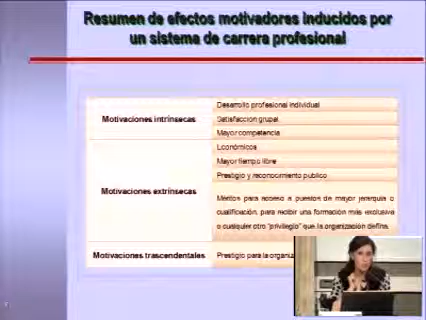 Resumen de efectos motivadores inducidos por
un sistema de carrera profesional
Motivaciones intrínsecas
Desarrollo profesional individual
Satisfacción grupal
Mayor competencia
Motivaciones extrínsecas
Económicos
Mayor tiempo libre
Prestigio y reconocimiento público
Méritos para acceso a puestos de mayor jerarquía o
cualificación, para recibir una formación más exclusiva
o cualquier otro "privilegio" que la organización defina.
Motivaciones trascendentales
Prestigio para la